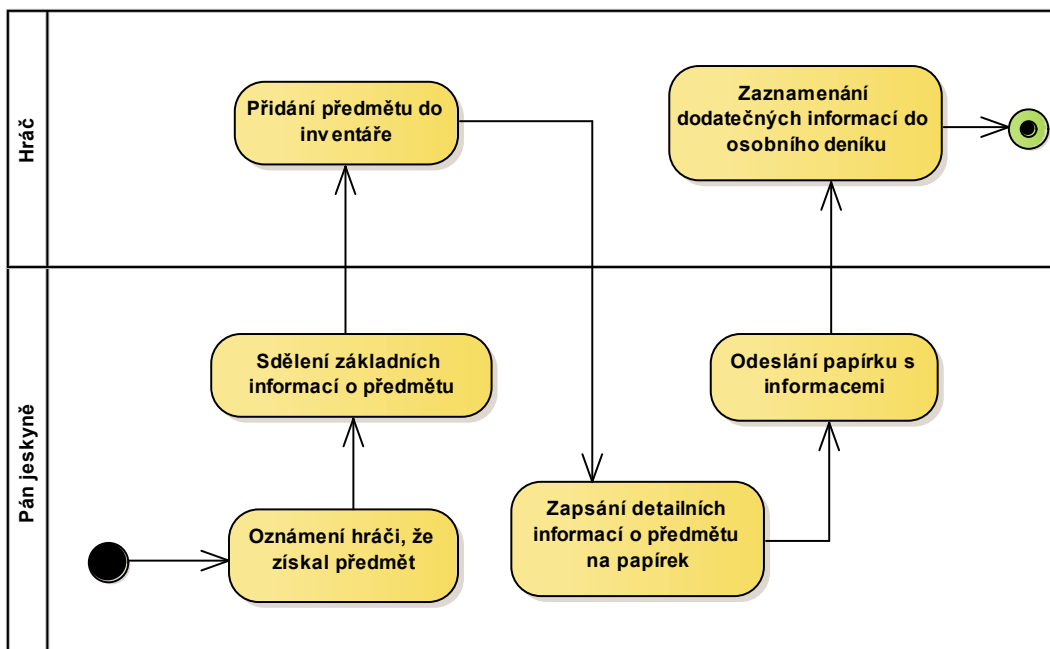 Hráč
Přidání předmětu do
inventáře
Zaznamenání
dodatečných informací do
osobního deníku
Pán jeskyně
Sdělení základních
informací o předmětu
Odeslání papírku s
informacemi
Oznámení hráči, že
získal předmět
Zapsání detailních
informací o předmětu
na papírek